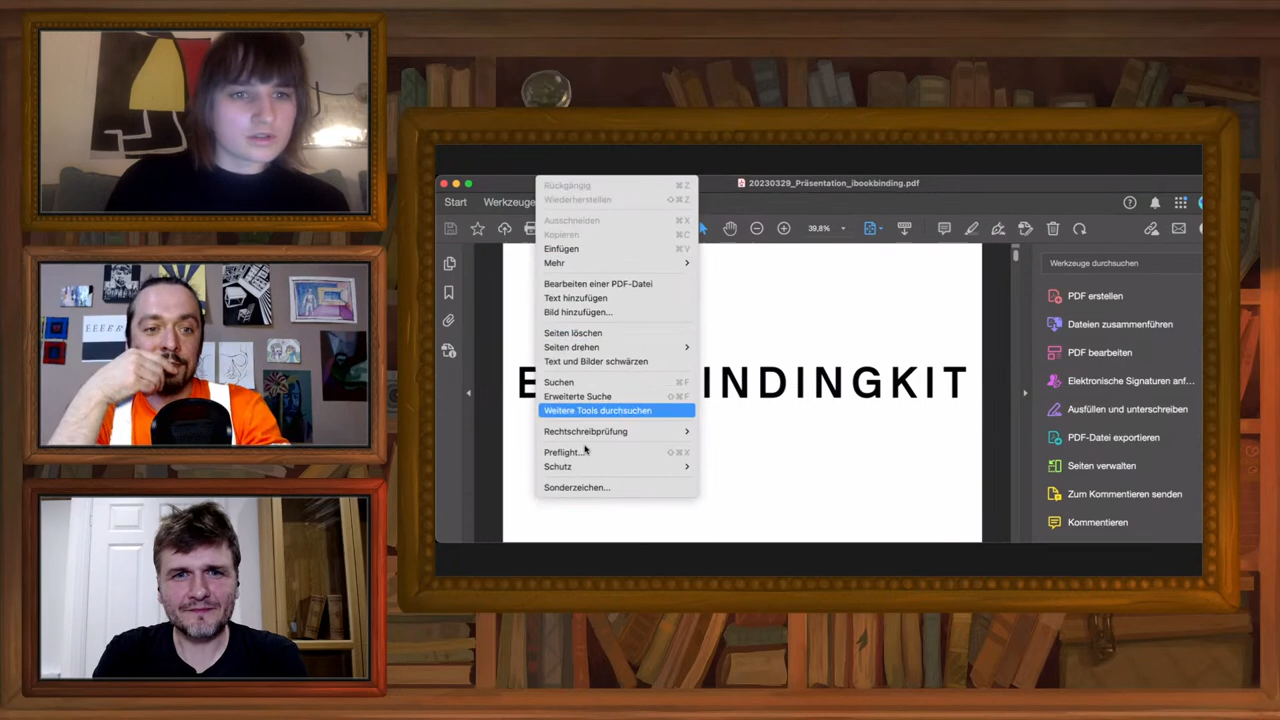 20230329_Präsentation_ibookbinding.pdf
Start
Werkzeuge
39,8%
Rückgängig ⌘Z
Wiederherstellen ⇧⌘Z
Ausschneiden ⌘X
Kopieren ⌘C
Einfügen ⌘V
Mehr
Bearbeiten einer PDF-Datei
Text hinzufügen
Bild hinzufügen...
Seiten löschen
Seiten drehen
Text und Bilder schwärzen
Suchen ⌘F
Erweiterte Suche ⇧⌘F
Weitere Tools durchsuchen
Rechtschreibprüfung
Preflight... ⇧⌘X
Schutz
Sonderzeichen...
INDINGKIT
Werkzeuge durchsuchen
PDF erstellen
Dateien zusammenführen
PDF bearbeiten
Elektronische Signaturen anf...
Ausfüllen und unterschreiben
PDF-Datei exportieren
Seiten verwalten
Zum Kommentieren senden
Kommentieren